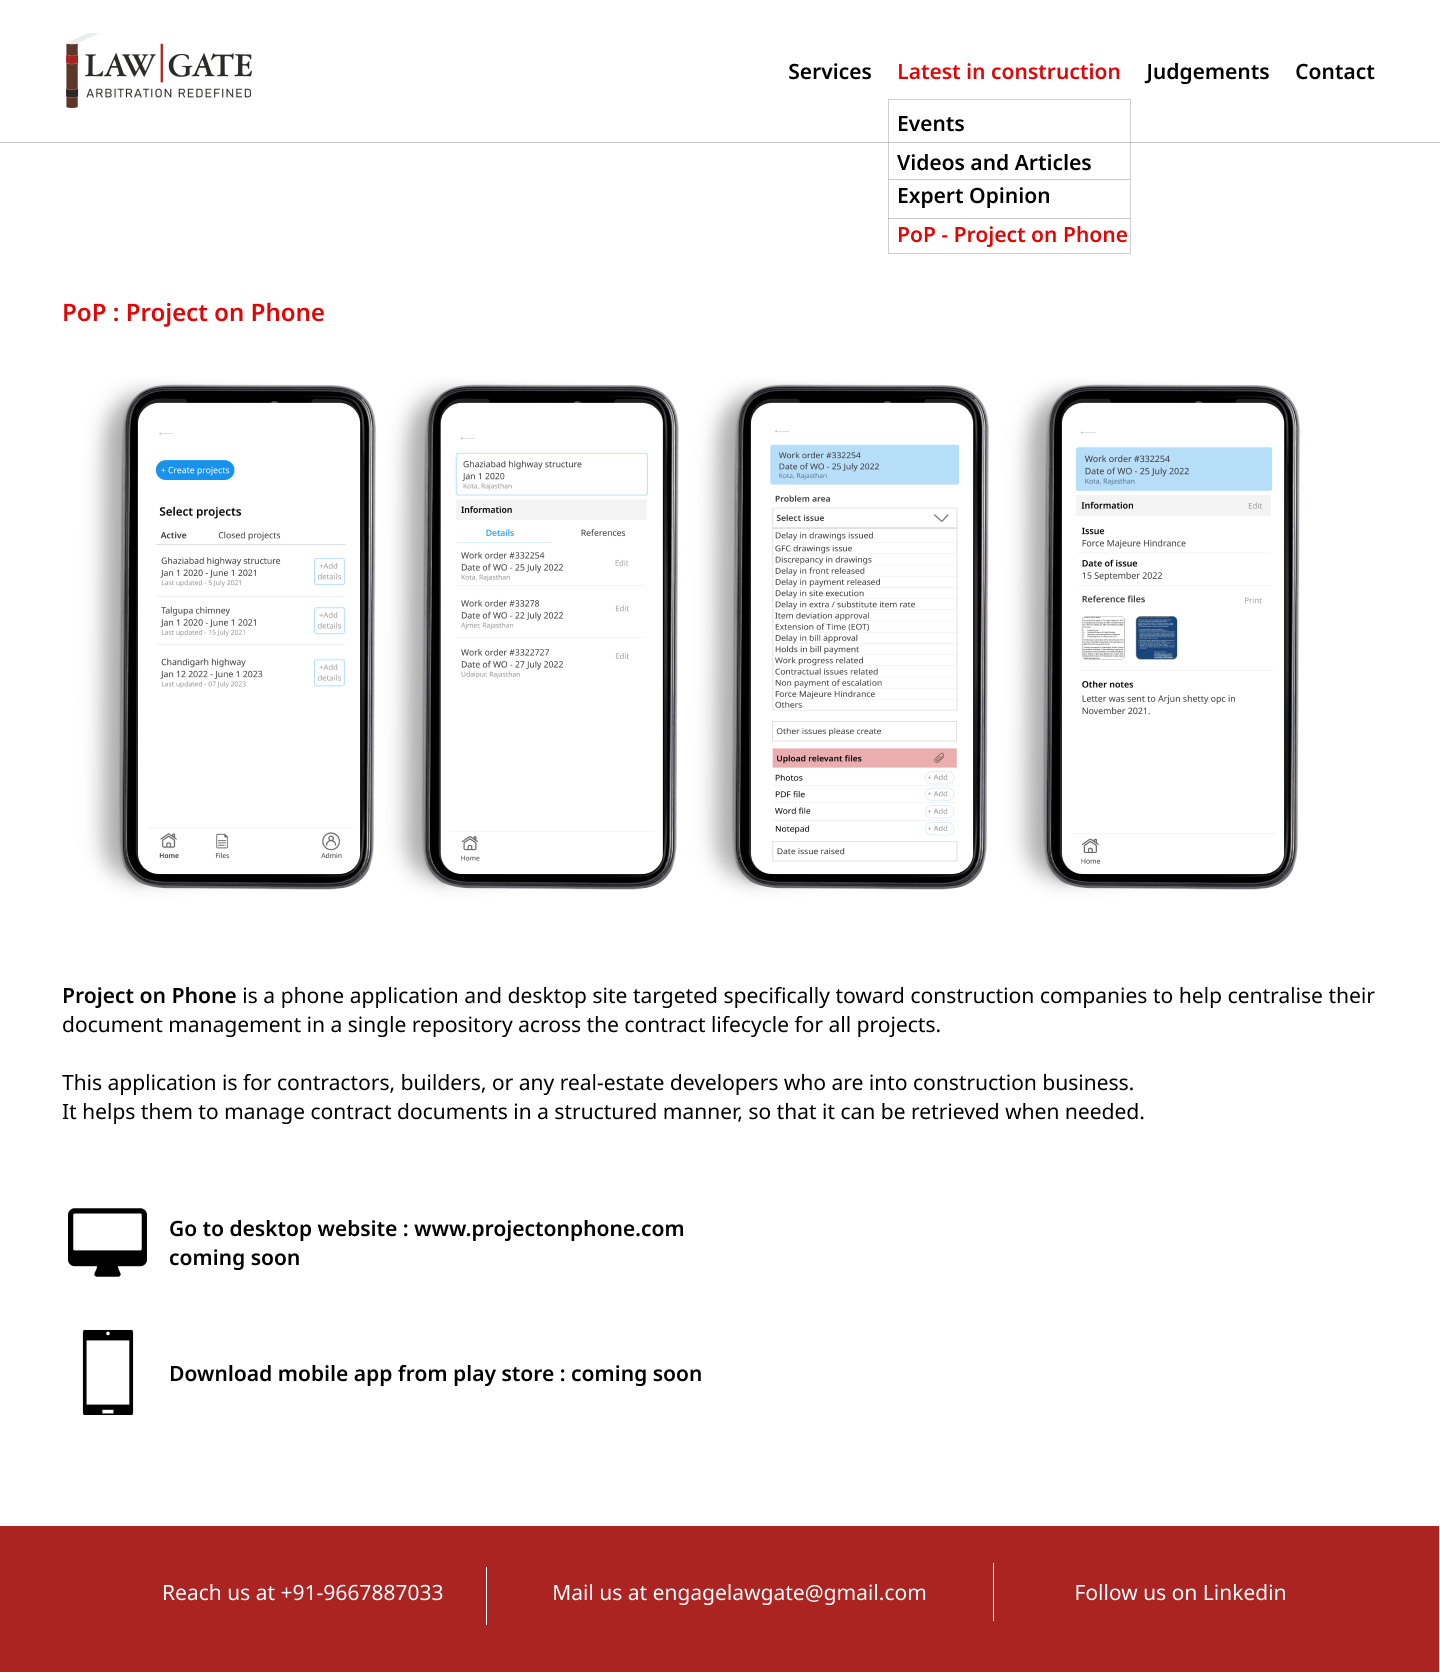 LAW GATE
ARBITRATION REDEFINED
Services Latest in construction Judgements Contact
Events
Videos and Articles
Expert Opinion
PoP - Project on Phone
PoP : Project on Phone
+ Create projects
Select projects
Active Closed projects
Ghaziabad highway structure
Jan 1 2020 - June 1 2021
Last updated - 5 July 2021
+Add
details
Talgupa chimney
Jan 1 2020 - June 1 2021
Last updated - 15 July 2021
+Add
details
Chandigarh highway
Jan 12 2022 - June 1 2023
Last updated - 07 July 2023
+Add
details
Home Files Admin
Ghaziabad highway structure
Jan 1 2020
Kota, Rajasthan
Information
Details References
Work order #332254
Date of WO - 25 July 2022
Kota, Rajasthan
Edit
Work order #33278
Date of WO - 22 July 2022
Ajmer, Rajasthan
Edit
Work order #3322727
Date of WO - 27 July 2022
Udaipur, Rajasthan
Edit
Home
Work order #332254
Date of WO - 25 July 2022
Kota, Rajasthan
Problem area
Select issue
Delay in drawings issued
GFC drawings issue
Discrepancy in drawings
Delay in front released
Delay in payment released
Delay in site execution
Delay in extra / substitute item rate
Item deviation approval
Extension of Time (EOT)
Delay in bill approval
Holds in bill payment
Work progress related
Contractual issues related
Non payment of escalation
Force Majeure Hindrance
Others
Other issues please create
Upload relevant files
Photos + Add
PDF file + Add
Word file + Add
Notepad + Add
Date issue raised
Work order #332254
Date of WO - 25 July 2022
Kota, Rajasthan
Information Edit
Issue
Force Majeure Hindrance
Date of issue
15 September 2022
Reference files Print
Other notes
Letter was sent to Arjun shetty opc in
November 2021.
Home
Project on Phone is a phone application and desktop site targeted specifically toward construction companies to help centralise their
document management in a single repository across the contract lifecycle for all projects.
This application is for contractors, builders, or any real-estate developers who are into construction business.
It helps them to manage contract documents in a structured manner, so that it can be retrieved when needed.
Go to desktop website : www.projectonphone.com
coming soon
Download mobile app from play store : coming soon
Reach us at +91-9667887033
Mail us at engagelawgate@gmail.com
Follow us on Linkedin